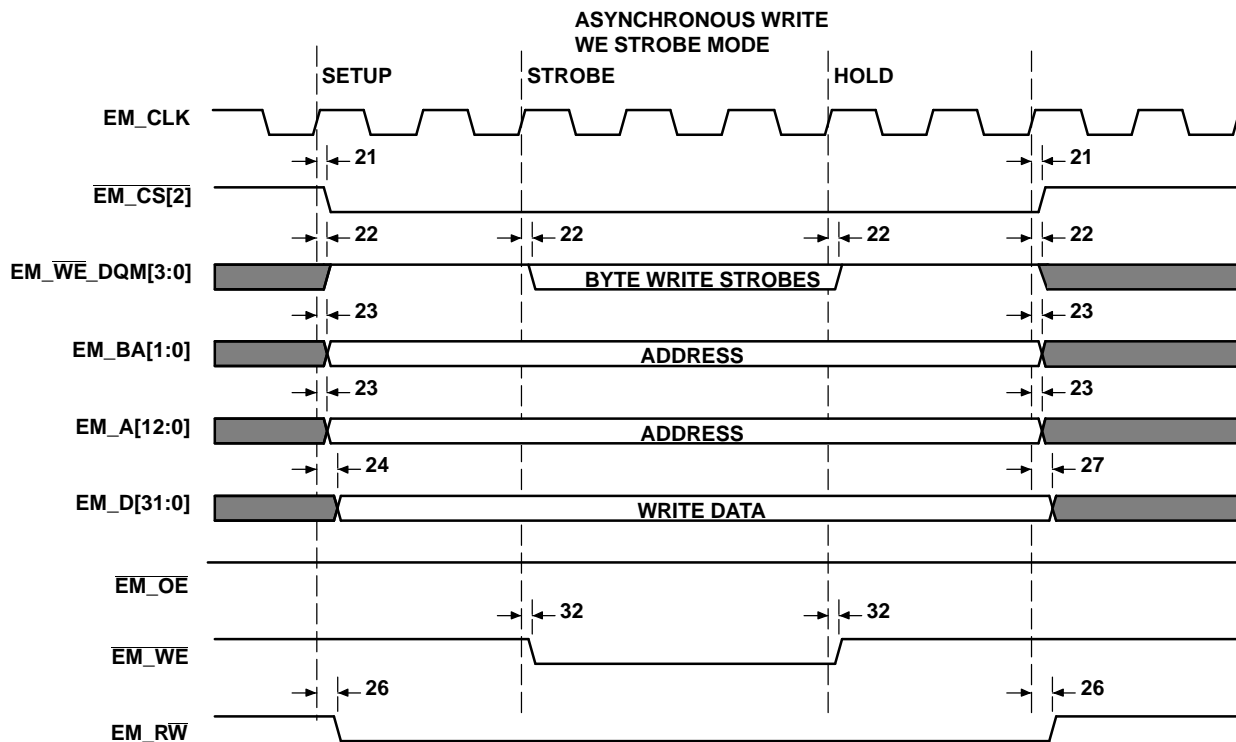 ASYNCHRONOUS WRITE
WE STROBE MODE
SETUP STROBE HOLD
EM_CLK
21 21
EM_CS[2]
22 22 22 22
EM_WE_DQM[3:0] BYTE WRITE STROBES
23 23
EM_BA[1:0] ADDRESS
23 23
EM_A[12:0] ADDRESS
24 27
EM_D[31:0] WRITE DATA
EM_OE
32 32
EM_WE
26 26
EM_RW